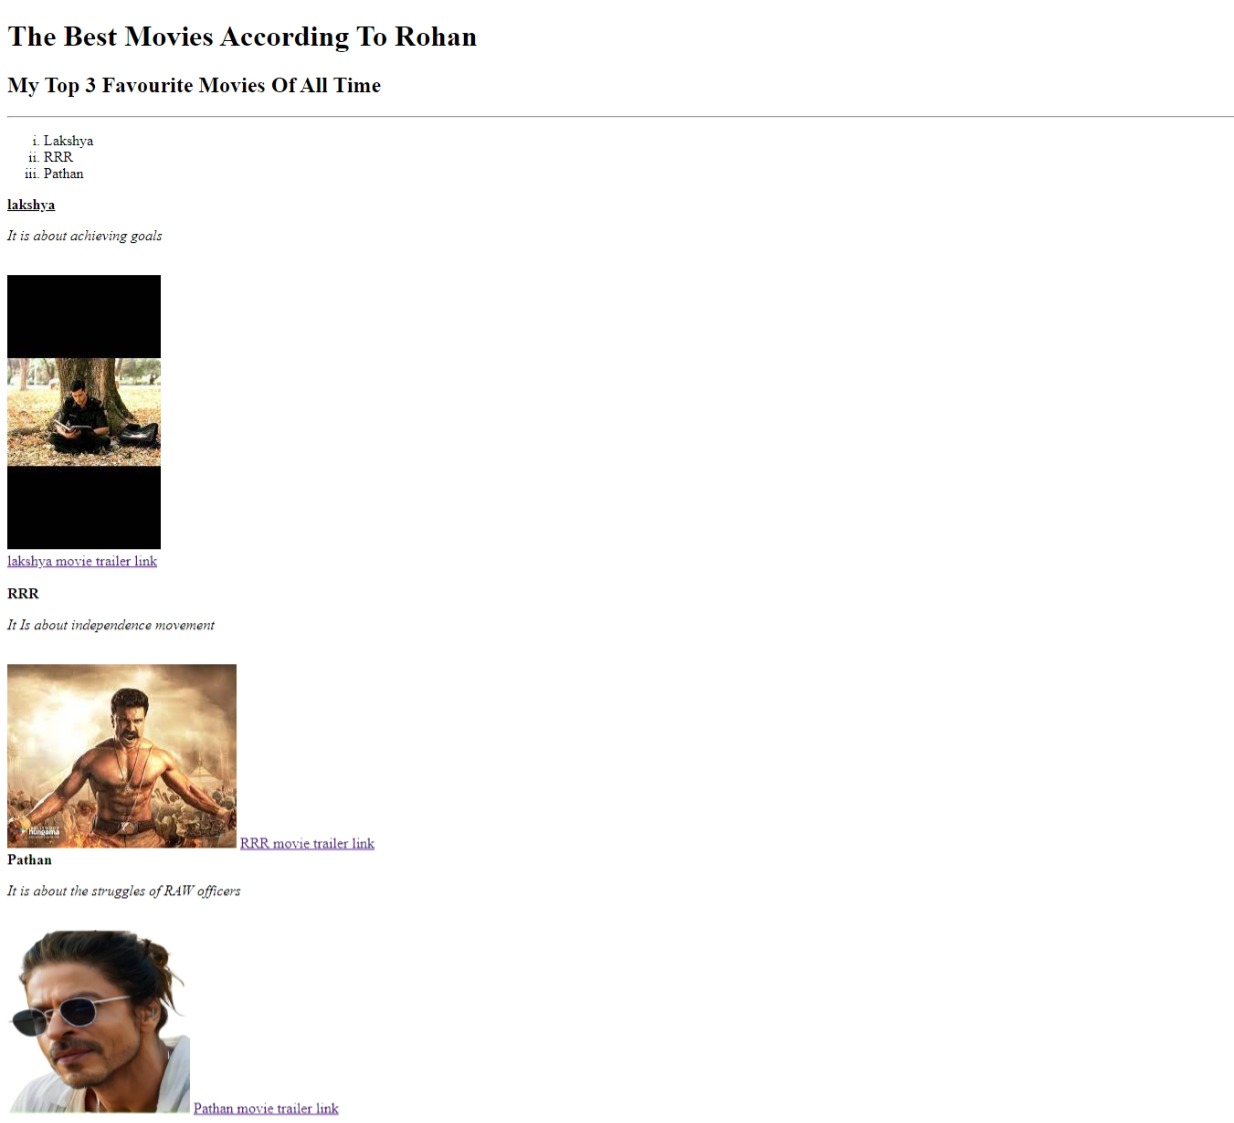 The Best Movies According To Rohan
My Top 3 Favourite Movies Of All Time
i. Lakshya
ii. RRR
iii. Pathan
lakshya
It is about achieving goals
lakshya movie trailer link
RRR
It Is about independence movement
hungama
RRR movie trailer link
Pathan
It is about the struggles of RAW officers
Pathan movie trailer link